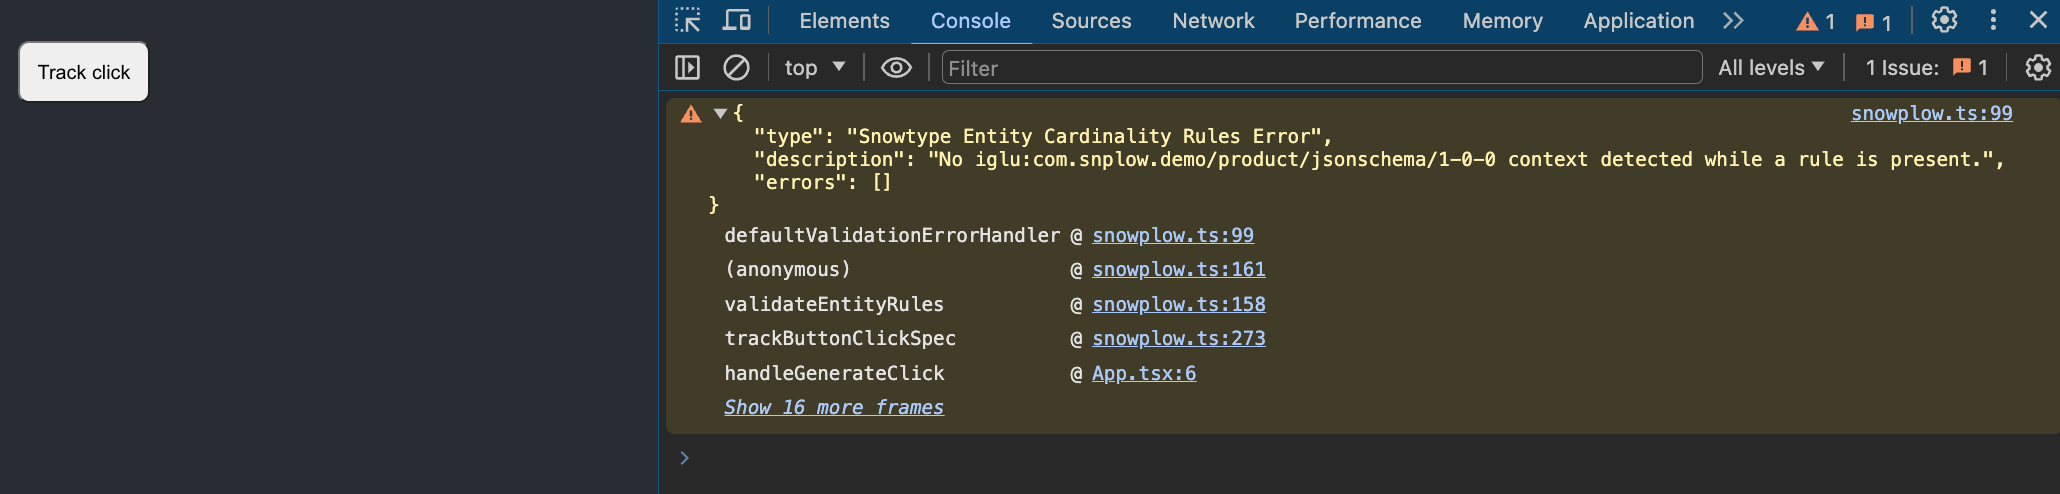 Track click
Elements Console Sources Network Performance Memory Application 1 1
top Filter All levels 1 Issue: 1
{ snowplow.ts:99
"type": "Snowtype Entity Cardinality Rules Error",
"description": "No iglu:com.snplow.demo/product/jsonschema/1-0-0 context detected while a rule is present.",
"errors": []
}
defaultValidationErrorHandler @ snowplow.ts:99
(anonymous) @ snowplow.ts:161
validateEntityRules @ snowplow.ts:158
trackButtonClickSpec @ snowplow.ts:273
handleGenerateClick @ App.tsx:6
Show 16 more frames